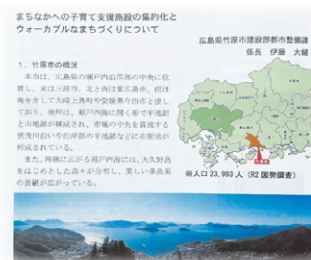 まちなかへの子育て支援施設の集約化と
ウォーカブルなまちづくりについて
広島県竹原市建設部都市整備課
係長 伊藤 大輔
1.竹原市の概況
本市は、広島県の瀬戸内沿岸部の中央に位
置し、東は三原市、北と西は東広島市、南は
海を介して大崎上島町や愛媛県今治市と接し
ており、地形は、瀬戸内海に開く形で平地部
と山地部が構成され、市域の中央を貫流する
賀茂川沿いや沿岸部の平地部などに市街地が
形成されている。
また、南側に広がる瀬戸内海には、大久野島
をはじめとした島々が分布し、美しい多島美
の景観が広がっている。
※人口 23,993 人(R2 国勢調査)